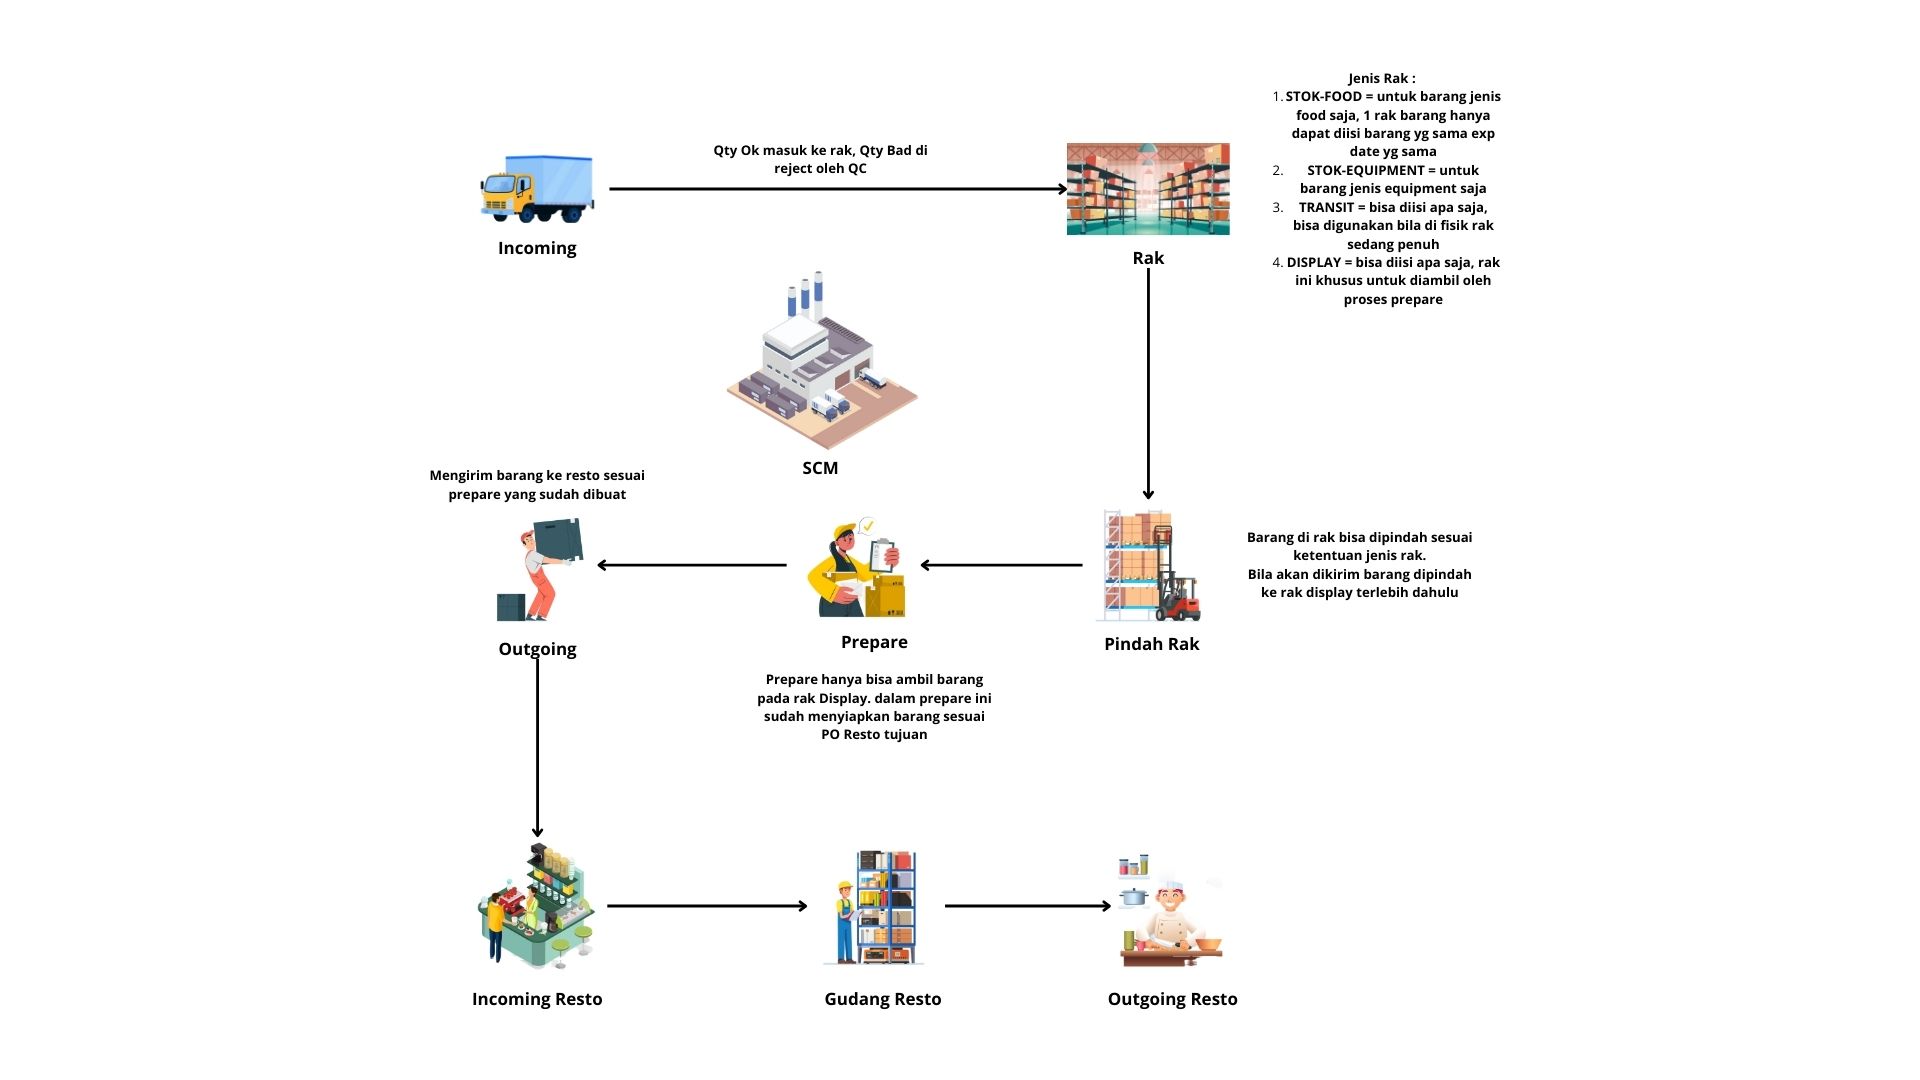 Jenis Rak :
1. STOK-FOOD = untuk barang jenis
food saja, 1 rak barang hanya
dapat diisi barang yg sama exp
date yg sama
2. STOK-EQUIPMENT = untuk
barang jenis equipment saja
3. TRANSIT = bisa diisi apa saja,
bisa digunakan bila di fisik rak
sedang penuh
4. DISPLAY = bisa diisi apa saja, rak
ini khusus untuk diambil oleh
proses prepare
Qty Ok masuk ke rak, Qty Bad di
reject oleh QC
Incoming
Rak
SCM
Mengirim barang ke resto sesuai
prepare yang sudah dibuat
Outgoing
Prepare
Prepare hanya bisa ambil barang
pada rak Display. dalam prepare ini
sudah menyiapkan barang sesuai
PO Resto tujuan
Pindah Rak
Barang di rak bisa dipindah sesuai
ketentuan jenis rak.
Bila akan dikirim barang dipindah
ke rak display terlebih dahulu
Incoming Resto
Gudang Resto
Outgoing Resto